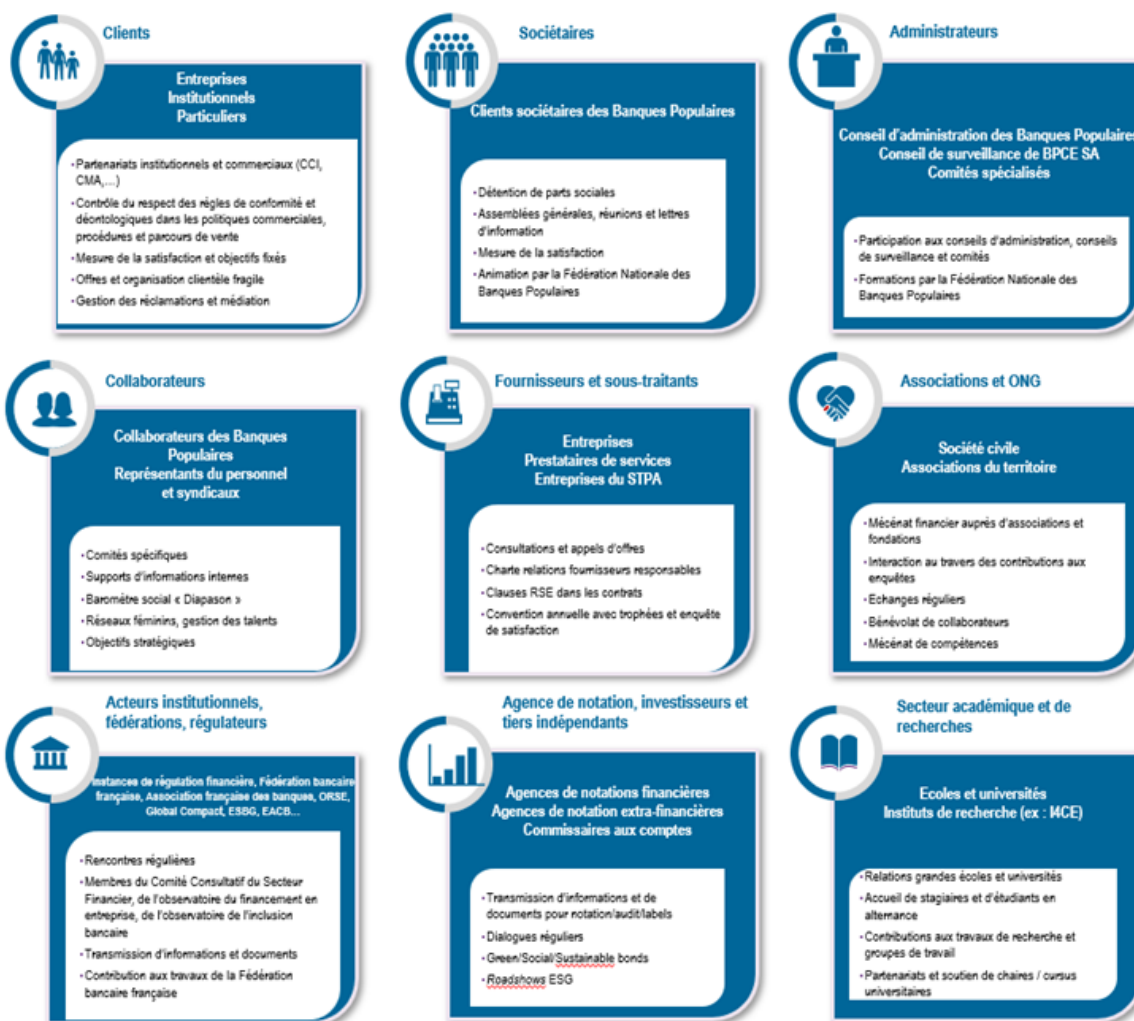 Clients
Entreprises
Institutionnels
Particuliers
•Partenariats institutionnels et commerciaux (CCI,
CMA,…)
•Contrôle du respect des règles de conformité et
déontologiques dans les politiques commerciales,
procédures et parcours de vente
•Mesure de la satisfaction et objectifs fixés
•Offres et organisation clientèle fragile
•Gestion des réclamations et médiation
Sociétaires
Clients sociétaires des Banques Populaires
•Détention de parts sociales
•Assemblées générales, réunions et lettres
d'information
•Mesure de la satisfaction
•Animation par la Fédération Nationale des
Banques Populaires
Administrateurs
Conseil d'administration des Banques Populaires
Conseil de surveillance de BPCE SA
Comités spécialisés
•Participation aux conseils d'administration, conseils
de surveillance et comités
•Formations par la Fédération Nationale des
Banques Populaires
Collaborateurs
Collaborateurs des Banques
Populaires
Représentants du personnel
et syndicaux
•Comités spécifiques
•Supports d'informations internes
•Baromètre social « Diapason »
•Réseaux féminins, gestion des talents
•Objectifs stratégiques
Fournisseurs et sous-traitants
Entreprises
Prestataires de services
Entreprises du STPA
•Consultations et appels d'offres
•Charte relations fournisseurs responsables
•Clauses RSE dans les contrats
•Convention annuelle avec trophées et enquête
de satisfaction
Associations et ONG
Société civile
Associations du territoire
•Mécénat financier auprès d'associations et
fondations
•Interaction au travers des contributions aux
enquêtes
•Echanges réguliers
•Bénévolat de collaborateurs
•Mécénat de compétences
Acteurs institutionnels,
fédérations, régulateurs
Instances de régulation financière, Fédération bancaire
française, Association française des banques, ORSE,
Global Compact, ESBG, EACB…
•Rencontres régulières
•Membres du Comité Consultatif du Secteur
Financier, de l'observatoire du financement en
entreprise, de l'observatoire de l'inclusion
bancaire
•Transmission d'informations et documents
•Contribution aux travaux de la Fédération
bancaire française
Agence de notation, investisseurs et
tiers indépendants
Agences de notations financières
Agences de notation extra-financières
Commissaires aux comptes
•Transmission d'informations et de
documents pour notation/audit/labels
•Dialogues réguliers
•Green/Social/Sustainable bonds
•Roadshows ESG
Secteur académique et de
recherches
Ecoles et universités
Instituts de recherche (ex : I4CE)
•Relations grandes écoles et universités
•Accueil de stagiaires et d'étudiants en
alternance
•Contributions aux travaux de recherche et
groupes de travail
•Partenariats et soutien de chaires / cursus
universitaires